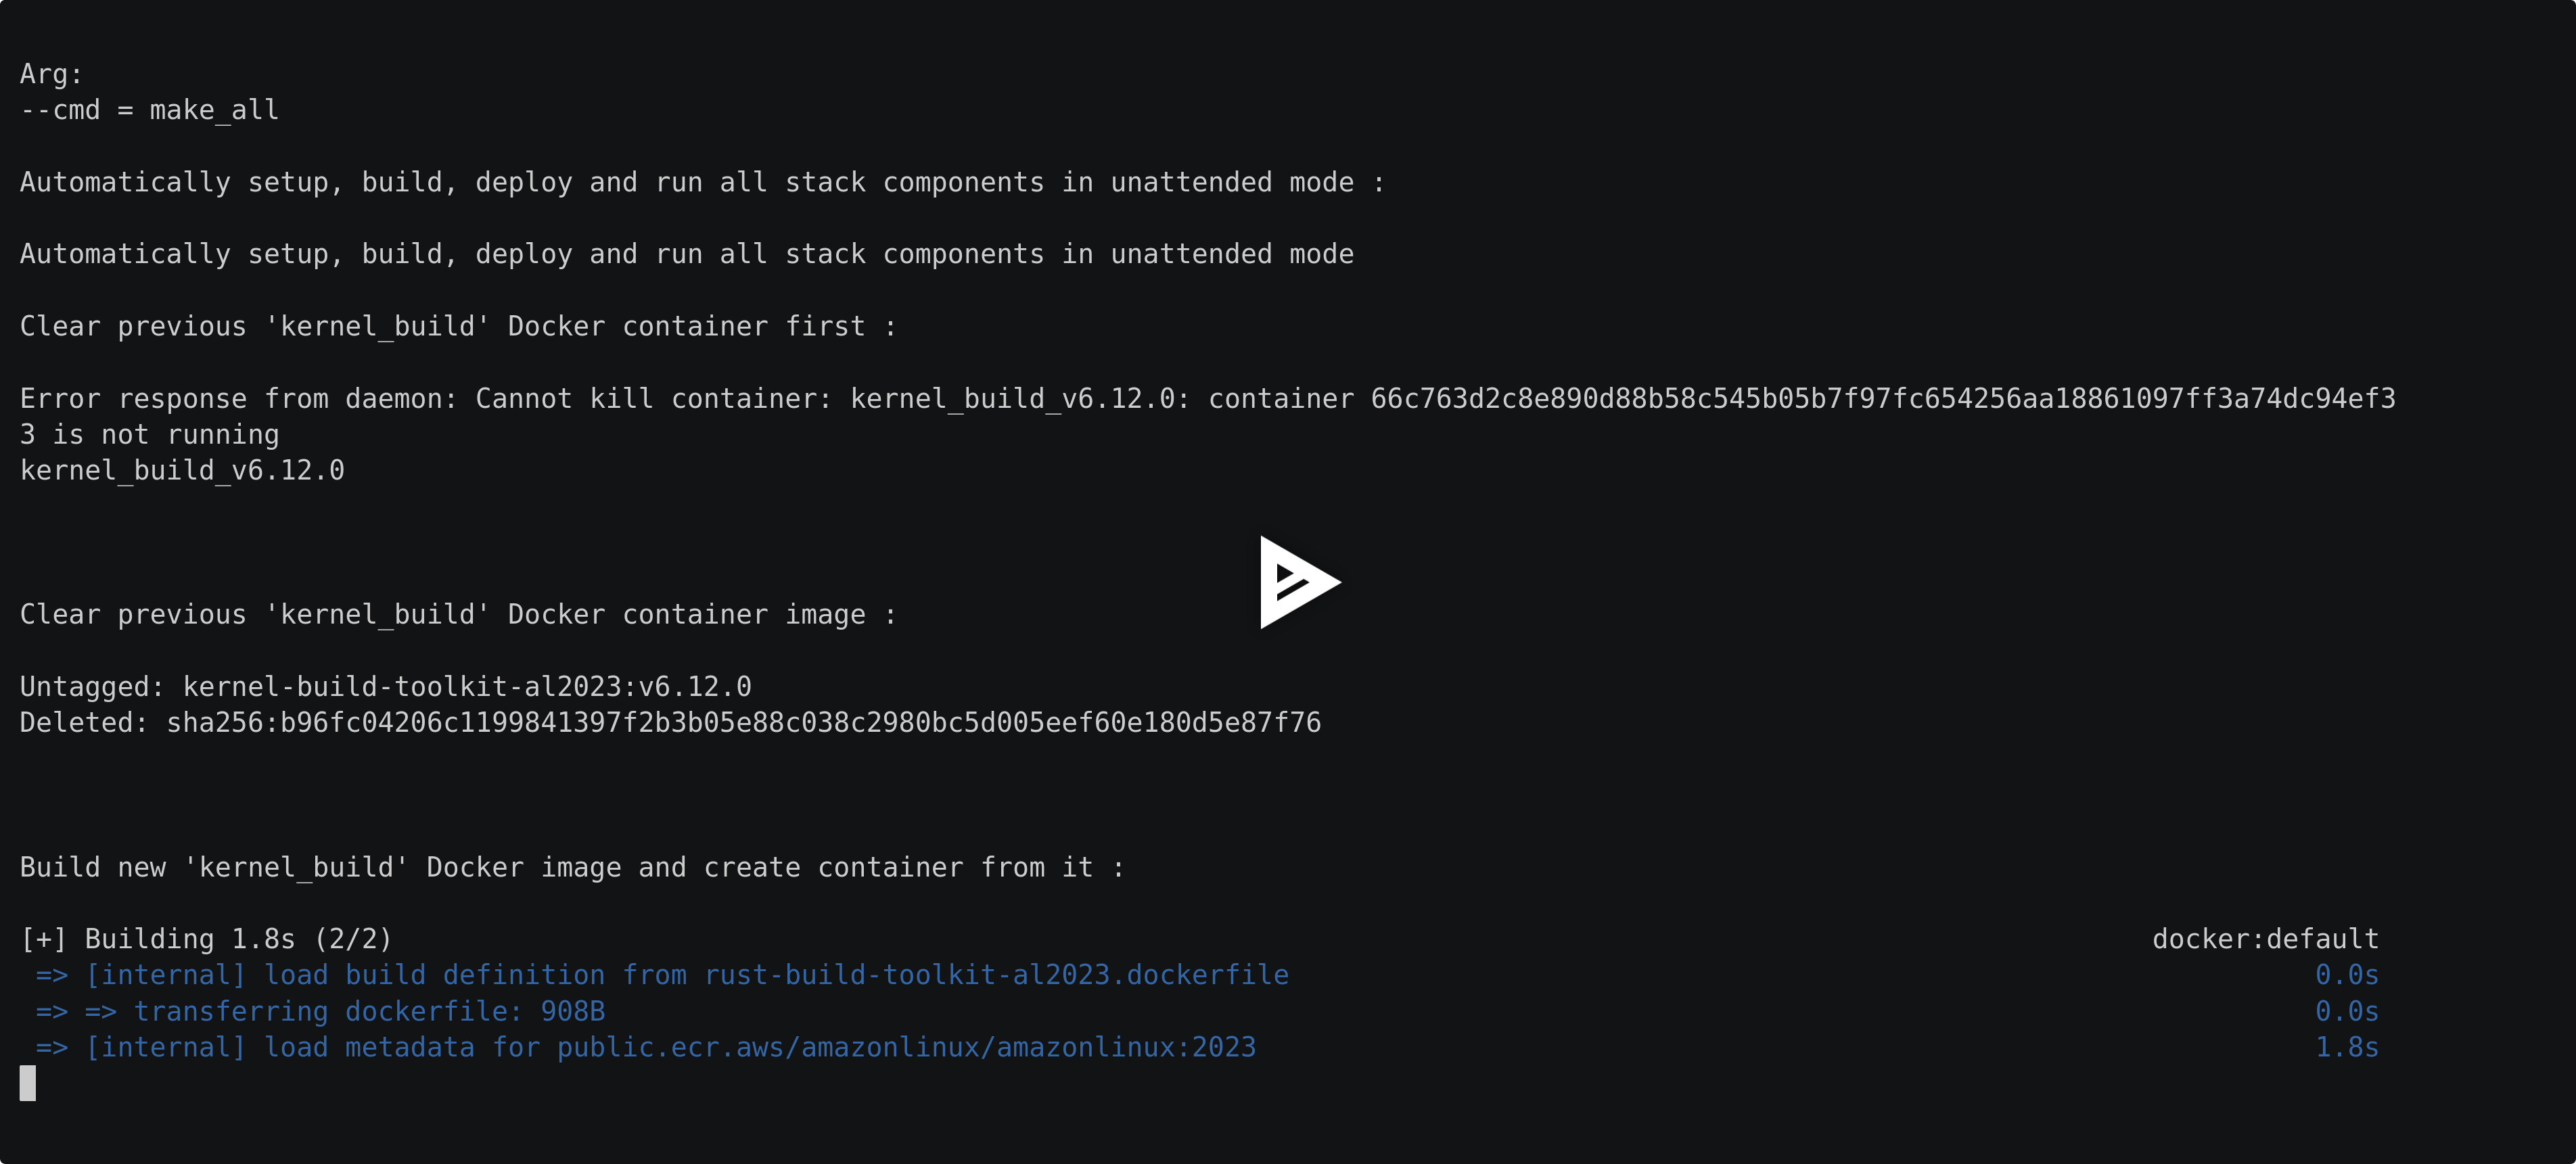 Arg:
--cmd = make_all
Automatically setup, build, deploy and run all stack components in unattended mode :
Automatically setup, build, deploy and run all stack components in unattended mode
Clear previous 'kernel_build' Docker container first :
Error response from daemon: Cannot kill container: kernel_build_v6.12.0: container 66c763d2c8e890d88b58c545b05b7f97fc654256aa18861097ff3a74dc94ef3
3 is not running
kernel_build_v6.12.0
Clear previous 'kernel_build' Docker container image :
Untagged: kernel-build-toolkit-al2023:v6.12.0
Deleted: sha256:b96fc04206c1199841397f2b3b05e88c038c2980bc5d005eef60e180d5e87f76
Build new 'kernel_build' Docker image and create container from it :
[+] Building 1.8s (2/2) docker:default
=> [internal] load build definition from rust-build-toolkit-al2023.dockerfile 0.0s
=> => transferring dockerfile: 908B 0.0s
=> [internal] load metadata for public.ecr.aws/amazonlinux/amazonlinux:2023 1.8s